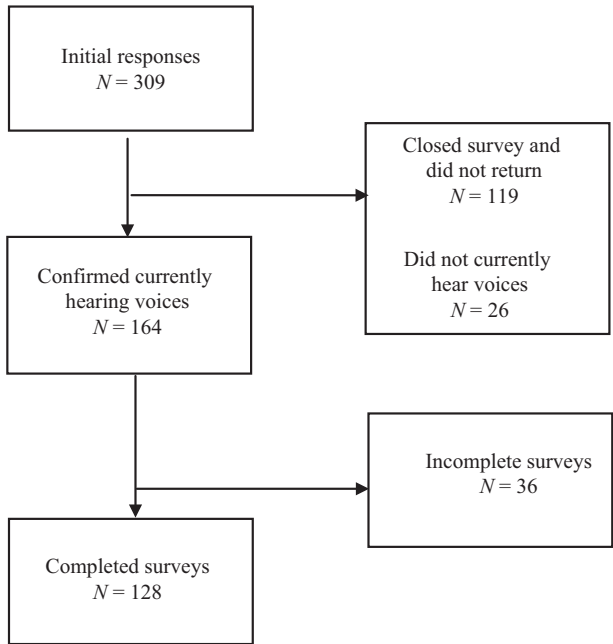 Initial responses
N = 309
Closed survey and
did not return
N = 119
Did not currently
hear voices
N = 26
Confirmed currently
hearing voices
N = 164
Incomplete surveys
N = 36
Completed surveys
N = 128